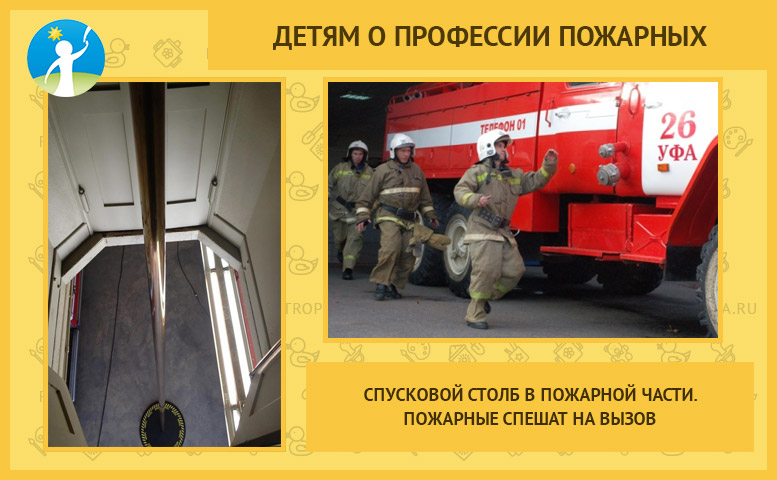 ДЕТЯМ О ПРОФЕССИИ ПОЖАРНЫХ
ТЕЛЕФОН 01
26
УФА
СПУСКОВОЙ СТОЛБ В ПОЖАРНОЙ ЧАСТИ.
ПОЖАРНЫЕ СПЕШАТ НА ВЫЗОВ